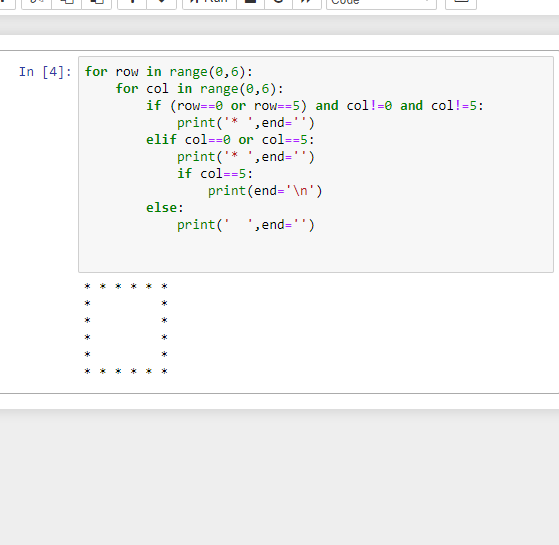 Run
Code
In [4]: for row in range(0,6):
    for col in range(0,6):
        if (row==0 or row==5) and col!=0 and col!=5:
            print('* ',end='')
        elif col==0 or col==5:
            print('* ',end='')
            if col==5:
                print(end='\n')
        else:
            print('  ',end='')
* * * * * *
*         *
*         *
*         *
*         *
* * * * * *